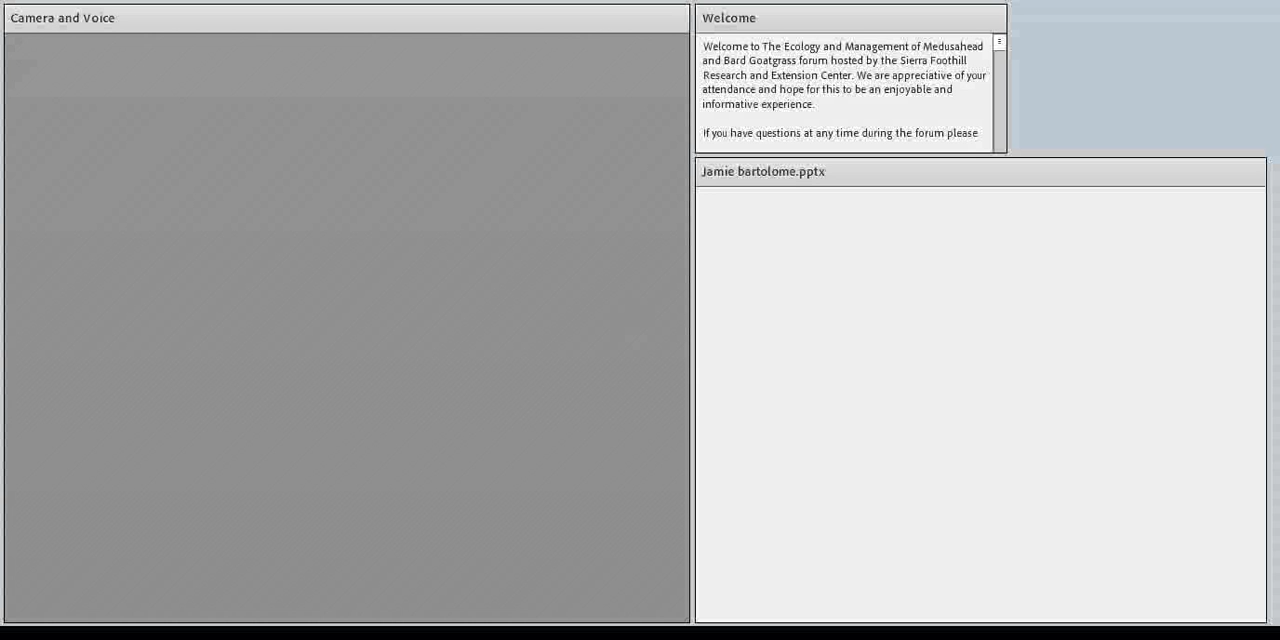 Camera and Voice
Welcome
Welcome to The Ecology and Management of Medusahead
and Bard Goatgrass forum hosted by the Sierra Foothill
Research and Extension Center. We are appreciative of your
attendance and hope for this to be an enjoyable and
informative experience.
If you have questions at any time during the forum please
Jamie bartolome.pptx